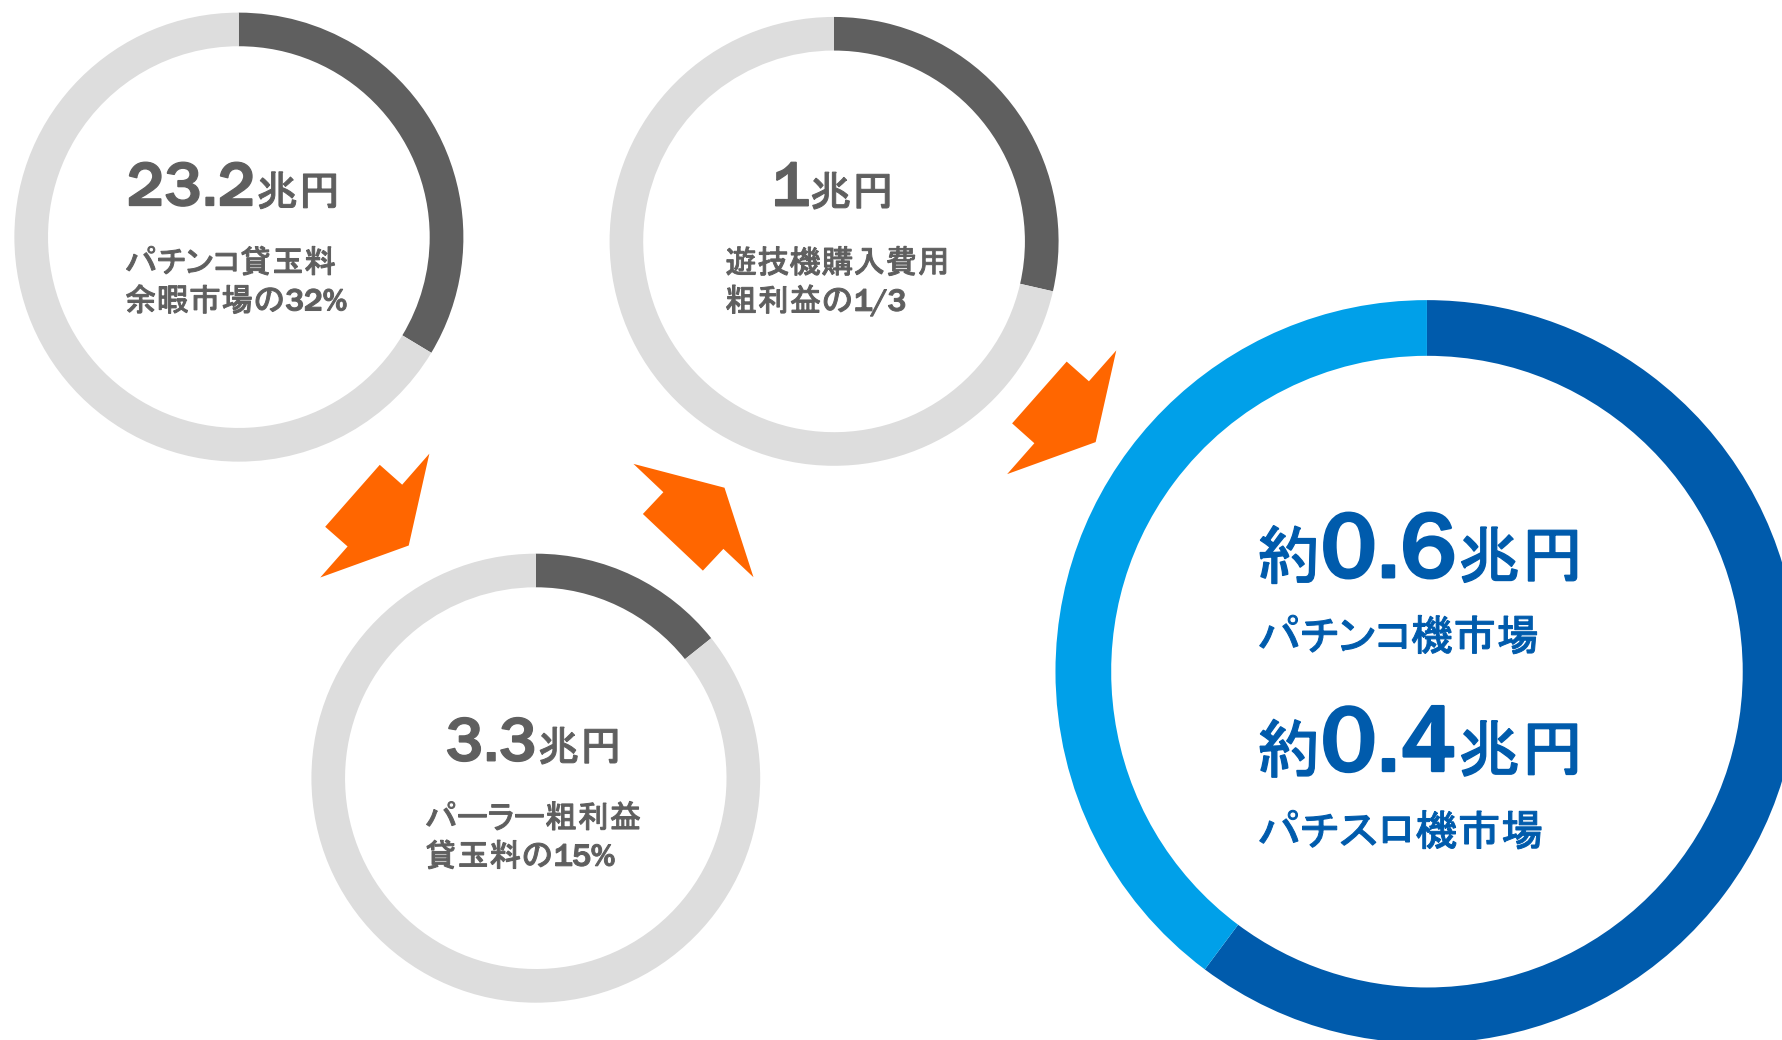 23.2兆円
パチンコ貸玉料
余暇市場の32%
1兆円
遊技機購入費用
粗利益の1/3
3.3兆円
パーラー粗利益
貸玉料の15%
約0.6兆円
パチンコ機市場
約0.4兆円
パチスロ機市場